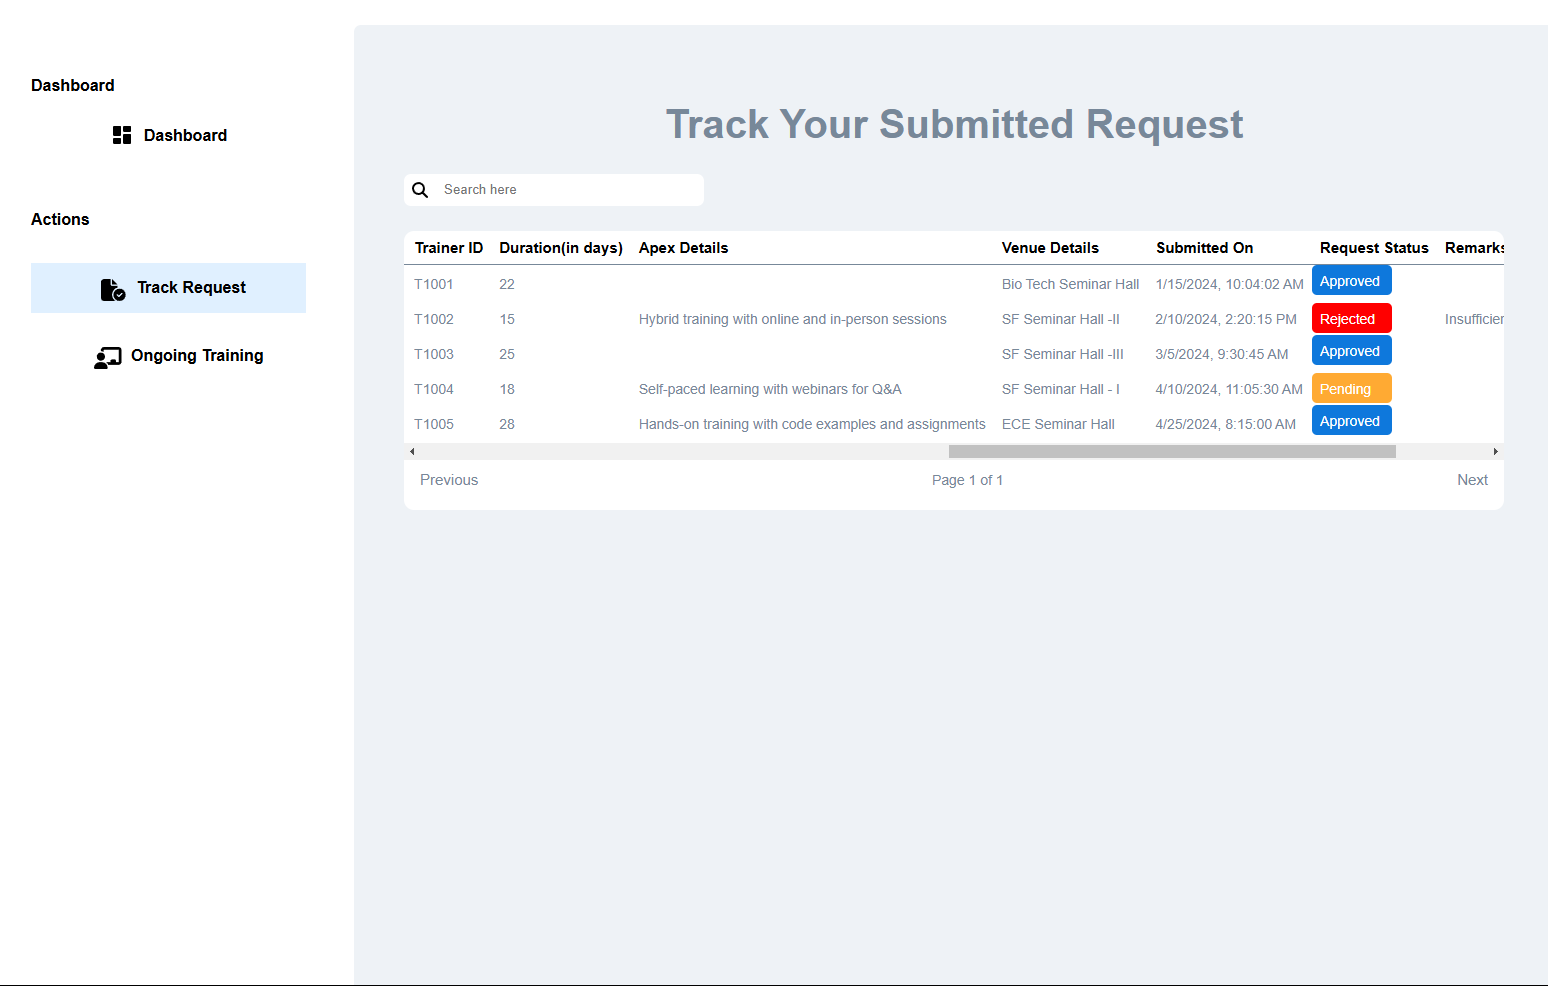 Dashboard
Dashboard
Actions
Track Request
Ongoing Training
Track Your Submitted Request
Search here
Trainer ID Duration(in days) Apex Details Venue Details Submitted On Request Status Remarks
T1001 22 Bio Tech Seminar Hall 1/15/2024, 10:04:02 AM Approved
T1002 15 Hybrid training with online and in-person sessions SF Seminar Hall -II 2/10/2024, 2:20:15 PM Rejected Insufficien
T1003 25 SF Seminar Hall -III 3/5/2024, 9:30:45 AM Approved
T1004 18 Self-paced learning with webinars for Q&A SF Seminar Hall - I 4/10/2024, 11:05:30 AM Pending
T1005 28 Hands-on training with code examples and assignments ECE Seminar Hall 4/25/2024, 8:15:00 AM Approved
Previous Page 1 of 1 Next